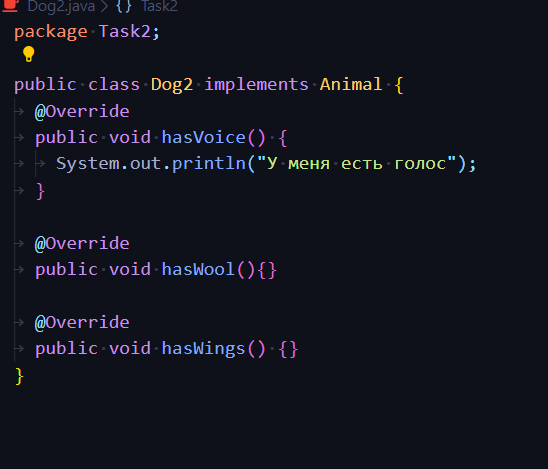 Dog2.java > {} Task2
package Task2;
public class Dog2 implements Animal {
@Override
public void hasVoice() {
System.out.println("У меня есть голос");
}
@Override
public void hasWool(){}
@Override
public void hasWings() {}
}